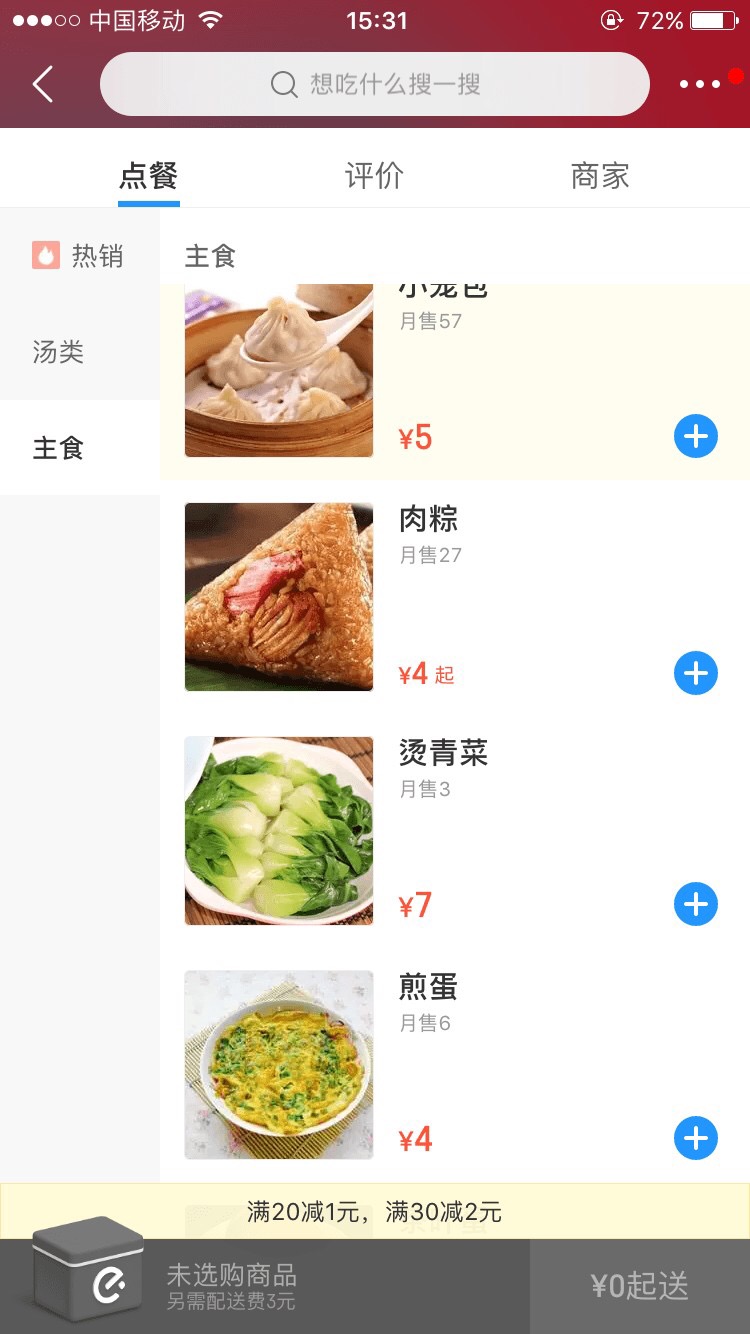 中国移动 15:31 72%
想吃什么搜一搜
点餐 评价 商家
热销
汤类
主食
主食
小笼包
月售57
¥5
肉粽
月售27
¥4 起
烫青菜
月售3
¥7
煎蛋
月售6
¥4
满20减1元，满30减2元
未选购商品
另需配送费3元
¥0起送